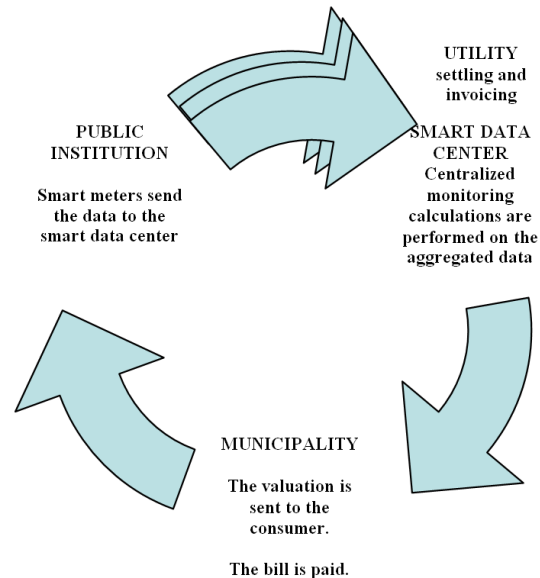 UTILITY
settling and
invoicing
SMART DATA
CENTER
Centralized
monitoring
calculations are
performed on the
aggregated data
PUBLIC
INSTITUTION
Smart meters send
the data to the
smart data center
MUNICIPALITY
The valuation is
sent to the
consumer.
The bill is paid.